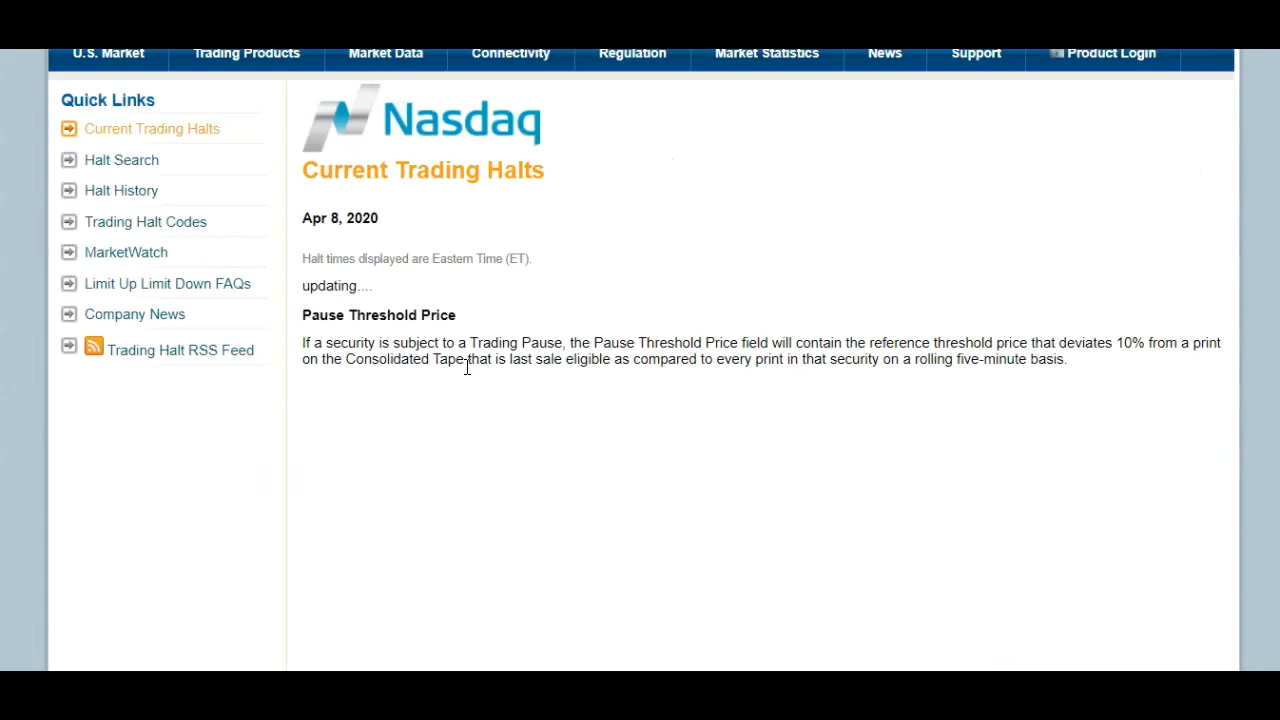 U.S. Market Trading Products Market Data Connectivity Regulation Market Statistics News Support Product Login
Quick Links
Current Trading Halts
Halt Search
Halt History
Trading Halt Codes
MarketWatch
Limit Up Limit Down FAQs
Company News
Trading Halt RSS Feed
Nasdaq
Current Trading Halts
Apr 8, 2020
Halt times displayed are Eastern Time (ET).
updating....
Pause Threshold Price
If a security is subject to a Trading Pause, the Pause Threshold Price field will contain the reference threshold price that deviates 10% from a print
on the Consolidated Tape that is last sale eligible as compared to every print in that security on a rolling five-minute basis.